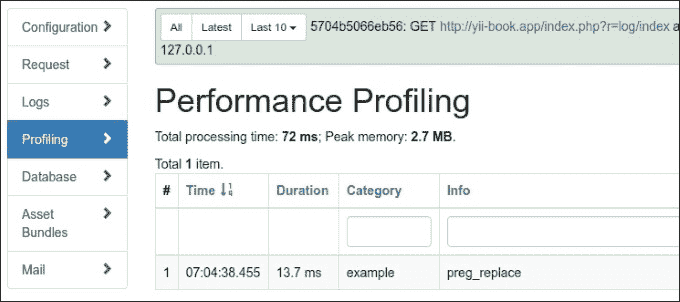 Configuration
Request
Logs
Profiling
Database
Asset
Bundles
Mail
All Latest Last 10 5704b5066eb56: GET http://yii-book.app/index.php?r=log/index a
127.0.0.1
Performance Profiling
Total processing time: 72 ms; Peak memory: 2.7 MB.
Total 1 item.
# Time Duration Category Info
1 07:04:38.455 13.7 ms example preg_replace